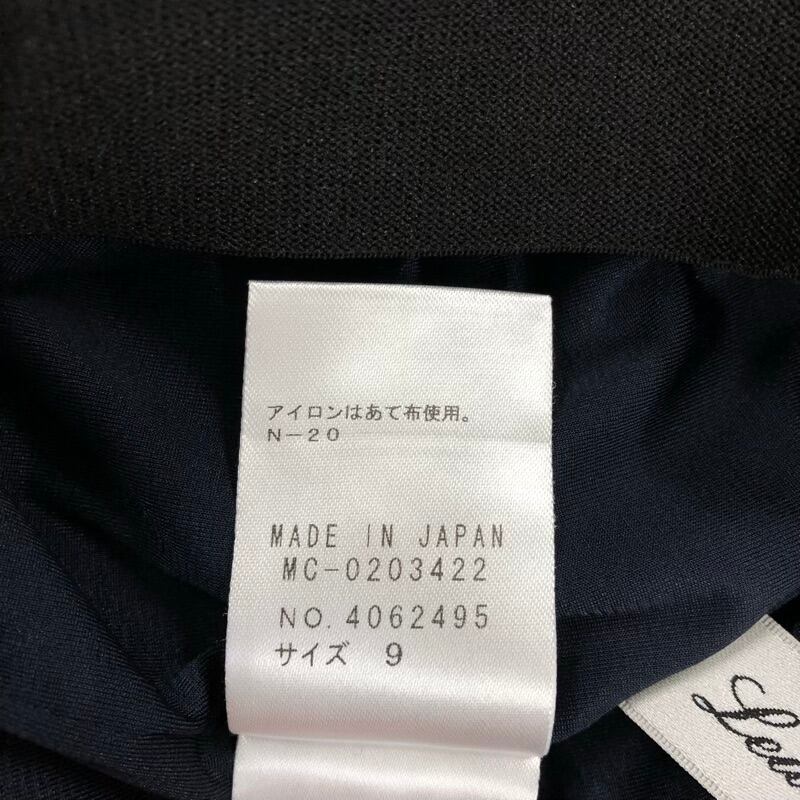 アイロンはあて布使用。
N-20
MADE IN JAPAN
MC-0203422
NO. 4062495
サイズ 9